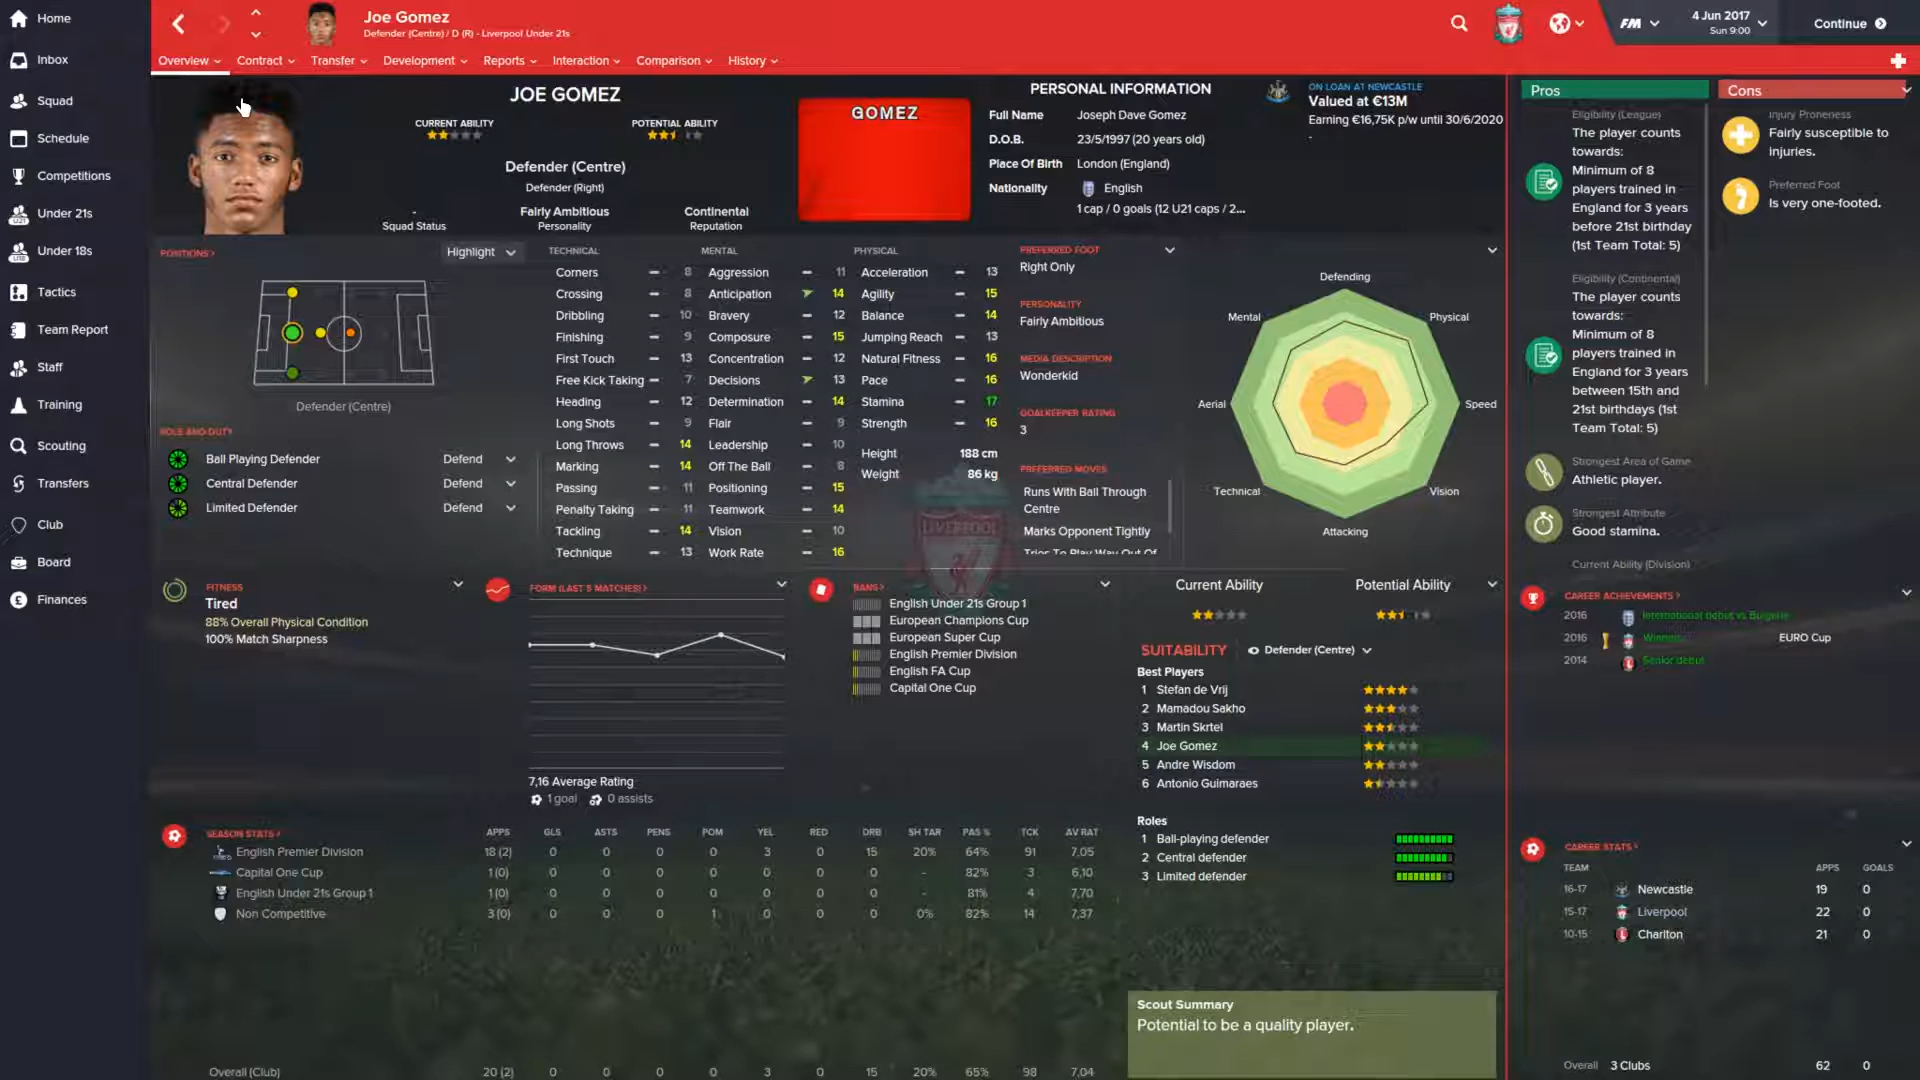 Home
Inbox
Squad
Schedule
Competitions
Under 21s
Under 18s
Tactics
Team Report
Staff
Training
Scouting
Transfers
Club
Board
Finances
Joe Gomez
Defender (Centre) / D (R) - Liverpool Under 21s
FM
4 Jun 2017
Sun 9:00
Continue
Overview Contract Transfer Development Reports Interaction Comparison History
JOE GOMEZ
CURRENT ABILITY
POTENTIAL ABILITY
Defender (Centre)
Defender (Right)
-
Squad Status
Fairly Ambitious
Personality
Continental
Reputation
GOMEZ
PERSONAL INFORMATION
Full Name Joseph Dave Gomez
D.O.B. 23/5/1997 (20 years old)
Place Of Birth London (England)
Nationality English
1 cap / 0 goals (12 U21 caps / 2...
ON LOAN AT NEWCASTLE
Valued at €13M
Earning €16,75K p/w until 30/6/2020
-
POSITIONS >
Highlight
Defender (Centre)
ROLE AND DUTY
Ball Playing Defender Defend
Central Defender Defend
Limited Defender Defend
TECHNICAL
Corners 8
Crossing 8
Dribbling 10
Finishing 9
First Touch 13
Free Kick Taking 7
Heading 12
Long Shots 9
Long Throws 14
Marking 14
Passing 11
Penalty Taking 11
Tackling 14
Technique 13
MENTAL
Aggression 11
Anticipation 14
Bravery 12
Composure 15
Concentration 12
Decisions 13
Determination 14
Flair 9
Leadership 10
Off The Ball 8
Positioning 15
Teamwork 14
Vision 10
Work Rate 16
PHYSICAL
Acceleration 13
Agility 15
Balance 14
Jumping Reach 13
Natural Fitness 16
Pace 16
Stamina 17
Strength 16
Height 188 cm
Weight 86 kg
LIVERPOOL
PREFERRED FOOT
Right Only
PERSONALITY
Fairly Ambitious
MEDIA DESCRIPTION
Wonderkid
GOALKEEPER RATING
3
PREFERRED MOVES
Runs With Ball Through
Centre
Marks Opponent Tightly
Tries To Play Way Out Of
Defending
Mental
Physical
Aerial
Speed
Technical
Vision
Attacking
FITNESS
Tired
88% Overall Physical Condition
100% Match Sharpness
FORM (LAST 5 MATCHES) >
7,16 Average Rating
1 goal 0 assists
BANS >
English Under 21s Group 1
European Champions Cup
European Super Cup
English Premier Division
English FA Cup
Capital One Cup
Current Ability Potential Ability
SUITABILITY Defender (Centre)
Best Players
1 Stefan de Vrij
2 Mamadou Sakho
3 Martin Skrtel
4 Joe Gomez
5 Andre Wisdom
6 Antonio Guimaraes
Roles
1 Ball-playing defender
2 Central defender
3 Limited defender
SEASON STATS > APPS GLS ASTS PENS POM YEL RED DRB SH TAR PAS % TCK AV RAT
English Premier Division 18 (2) 0 0 0 0 3 0 15 20% 64% 91 7,05
Capital One Cup 1 (0) 0 0 0 0 0 0 0 - 82% 3 6,10
English Under 21s Group 1 1 (0) 0 0 0 0 0 0 0 - 81% 4 7,70
Non Competitive 3 (0) 0 0 0 1 0 0 0 0% 82% 14 7,37
Overall (Club) 20 (2) 0 0 0 0 3 0 15 20% 65% 98 7,04
Scout Summary
Potential to be a quality player.
Pros
Eligibility (League)
The player counts
towards:
Minimum of 8
players trained in
England for 3 years
before 21st birthday
(1st Team Total: 5)
Eligibility (Continental)
The player counts
towards:
Minimum of 8
players trained in
England for 3 years
between 15th and
21st birthdays (1st
Team Total: 5)
Strongest Area of Game
Athletic player.
Strongest Attribute
Good stamina.
Current Ability (Division)
Cons
Injury Proneness
Fairly susceptible to
injuries.
Preferred Foot
Is very one-footed.
CAREER ACHIEVEMENTS >
2016 International debut vs Bulgaria
2016 Winner EURO Cup
2014 Senior debut
CAREER STATS >
TEAM APPS GOALS
16-17 Newcastle 19 0
15-17 Liverpool 22 0
10-15 Charlton 21 0
Overall 3 Clubs 62 0